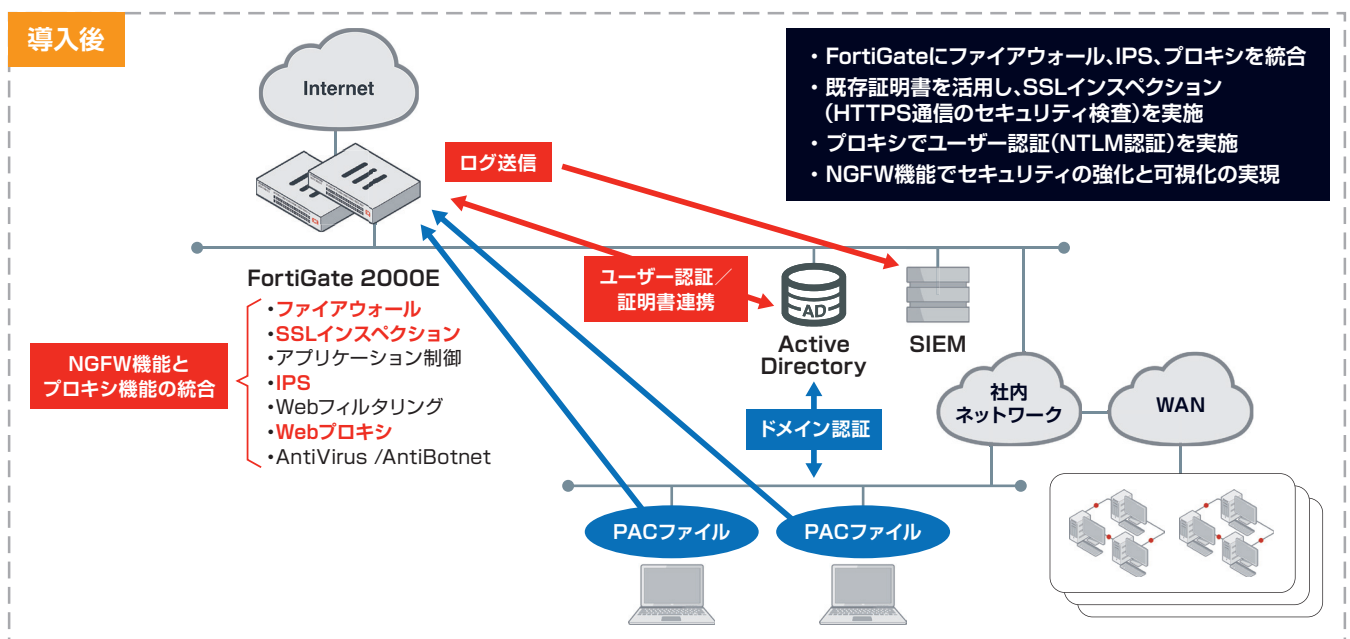 導入後
Internet
・FortiGateにファイアウォール、IPS、プロキシを統合
・既存証明書を活用し、SSLインスペクション
（HTTPS通信のセキュリティ検査）を実施
・プロキシでユーザー認証（NTLM認証）を実施
・NGFW機能でセキュリティの強化と可視化の実現
ログ送信
ユーザー認証／
証明書連携
FortiGate 2000E
・ファイアウォール
・SSLインスペクション
・アプリケーション制御
・IPS
・Webフィルタリング
・Webプロキシ
・AntiVirus /AntiBotnet
NGFW機能と
プロキシ機能の統合
AD
Active
Directory
SIEM
ドメイン認証
社内
ネットワーク
WAN
PACファイル
PACファイル